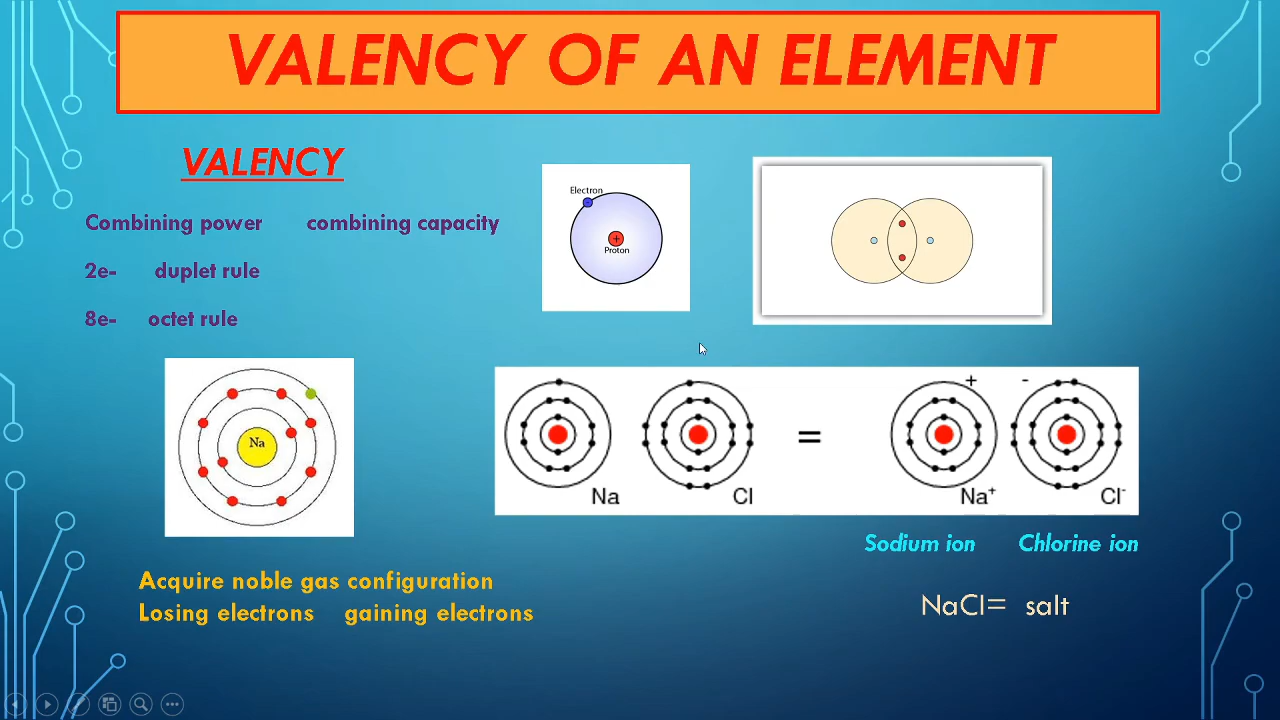 VALENCY OF AN ELEMENT
VALENCY
Combining power combining capacity
2e- duplet rule
8e- octet rule
Electron
+
Proton
Na
Na Cl = Na+ Cl-
+ -
Sodium ion Chlorine ion
Acquire noble gas configuration
Losing electrons gaining electrons
NaCl= salt